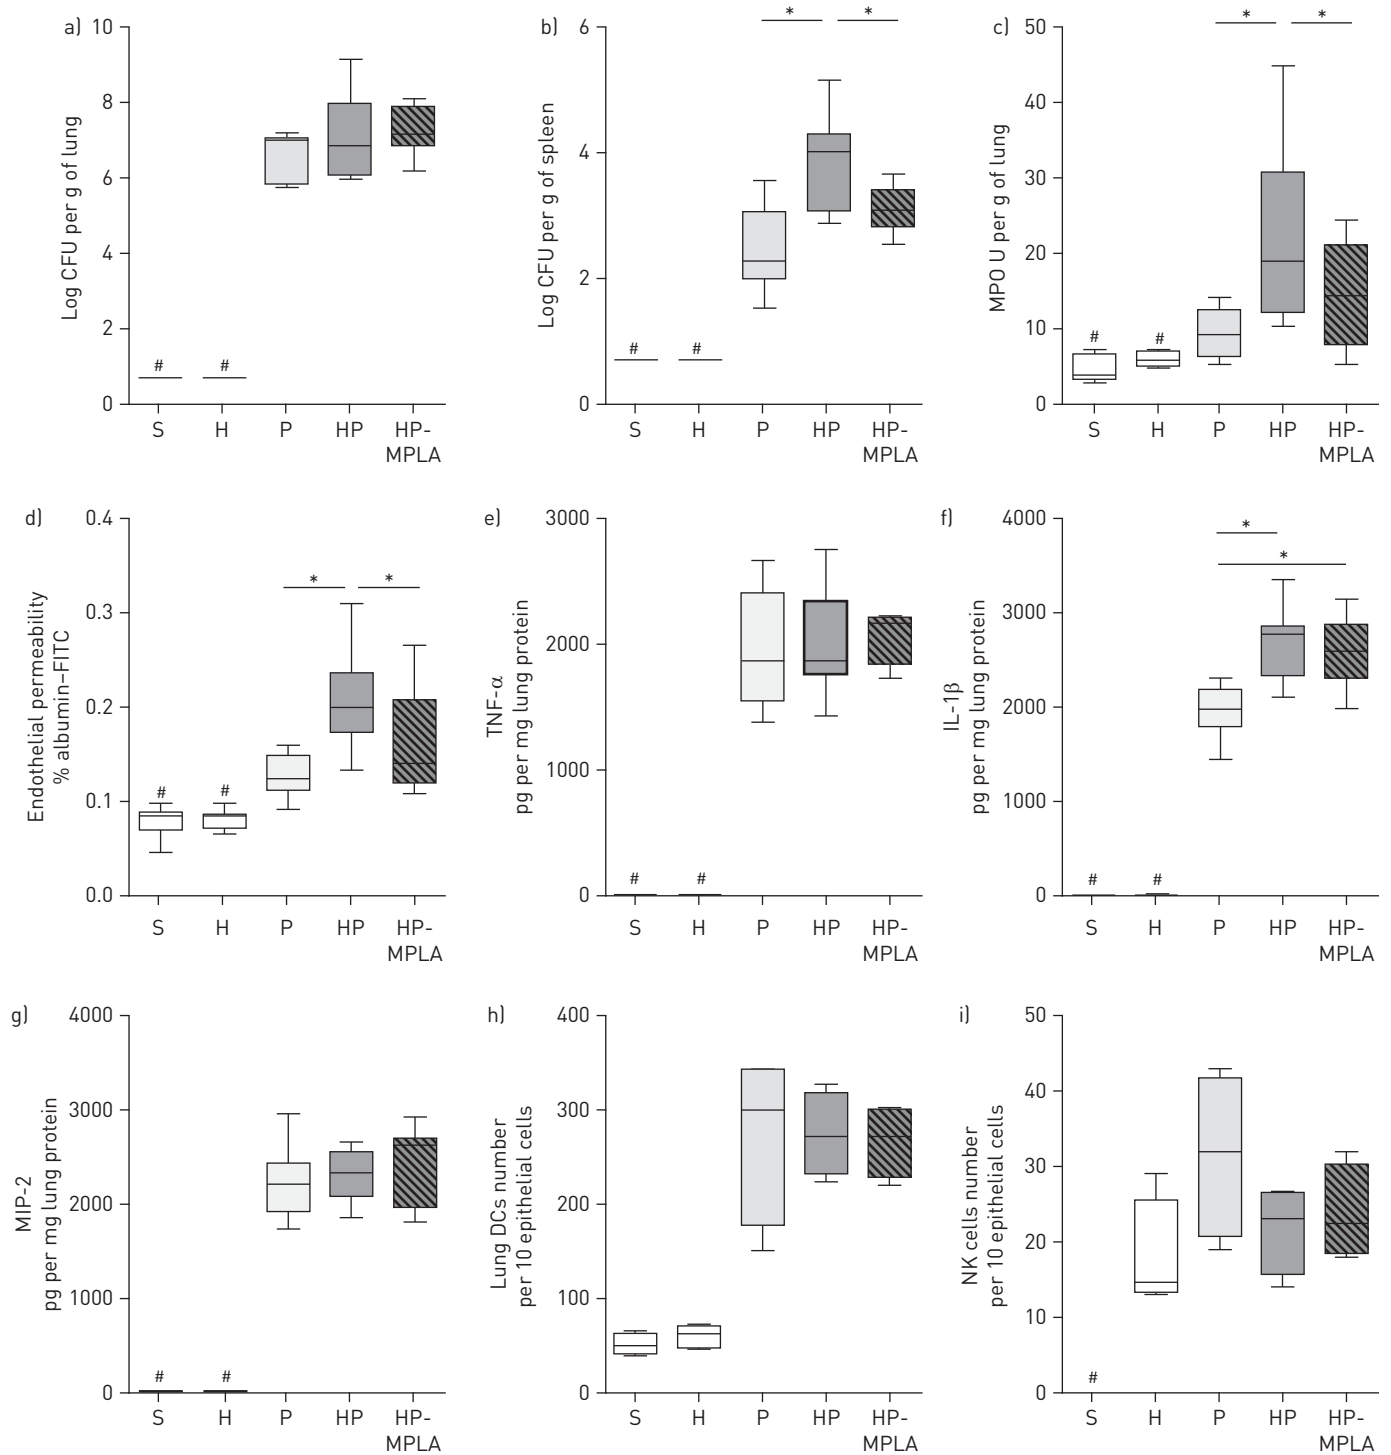 a)
Log CFU per g of lung
10
8
6
4
2
0
#
#
S
H
P
HP
HP-
MPLA
b)
Log CFU per g of spleen
6
4
2
0
*
*
#
#
S
H
P
HP
HP-
MPLA
c)
MPO U per g of lung
50
40
30
20
10
0
*
*
#
#
S
H
P
HP
HP-
MPLA
d)
Endothelial permeability
% albumin–FITC
0.4
0.3
0.2
0.1
0.0
*
*
#
#
S
H
P
HP
HP-
MPLA
e)
TNF-α
pg per mg lung protein
3000
2000
1000
0
#
#
S
H
P
HP
HP-
MPLA
f)
IL-1β
pg per mg lung protein
4000
3000
2000
1000
0
*
*
#
#
S
H
P
HP
HP-
MPLA
g)
MIP-2
pg per mg lung protein
4000
3000
2000
1000
0
#
#
S
H
P
HP
HP-
MPLA
h)
Lung DCs number
per 10 epithelial cells
400
300
200
100
0
S
H
P
HP
HP-
MPLA
i)
NK cells number
per 10 epithelial cells
50
40
30
20
10
0
#
S
H
P
HP
HP-
MPLA